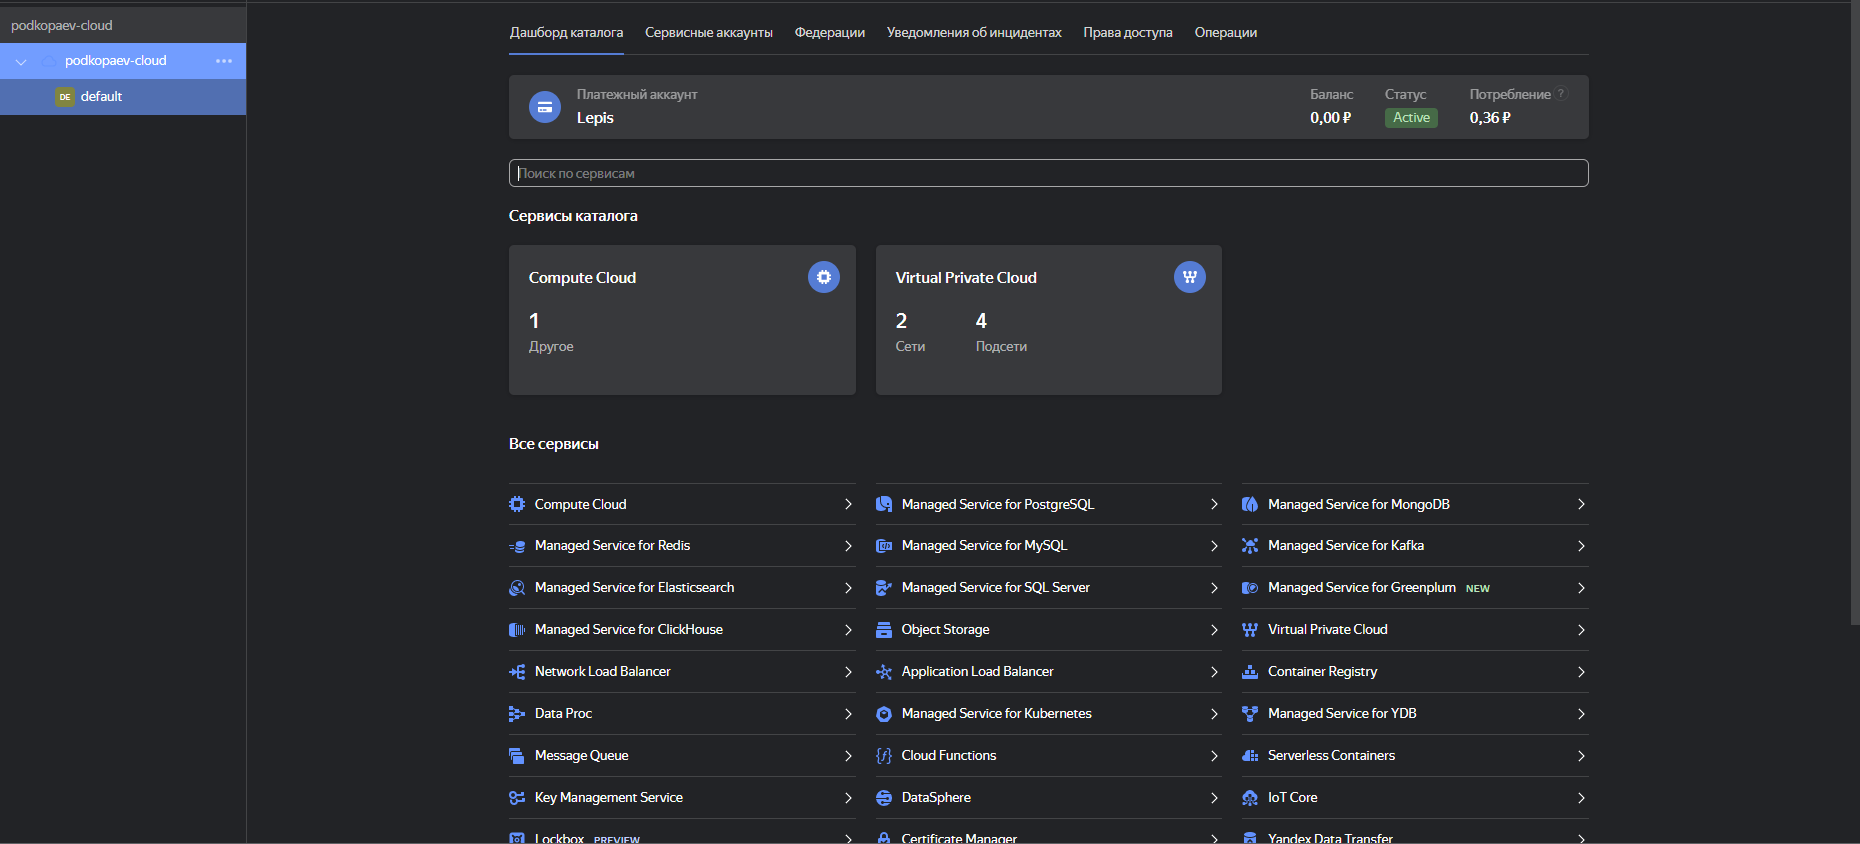 podkopaev-cloud
podkopaev-cloud
DE default
Дашборд каталога Сервисные аккаунты Федерации Уведомления об инцидентах Права доступа Операции
Платежный аккаунт
Lepis
Баланс
0,00 ₽
Статус
Active
Потребление ?
0,36 ₽
Поиск по сервисам
Сервисы каталога
Compute Cloud
1
Другое
Virtual Private Cloud
2 4
Сети Подсети
Все сервисы
Compute Cloud Managed Service for PostgreSQL Managed Service for MongoDB
Managed Service for Redis Managed Service for MySQL Managed Service for Kafka
Managed Service for Elasticsearch Managed Service for SQL Server Managed Service for Greenplum NEW
Managed Service for ClickHouse Object Storage Virtual Private Cloud
Network Load Balancer Application Load Balancer Container Registry
Data Proc Managed Service for Kubernetes Managed Service for YDB
Message Queue Cloud Functions Serverless Containers
Key Management Service DataSphere IoT Core
Lockbox PREVIEW Certificate Manager Yandex Data Transfer